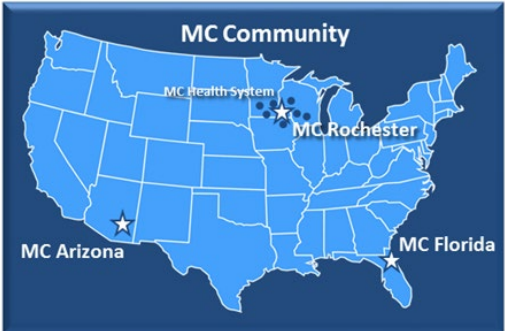 MC Community
MC Health System
MC Rochester
MC Arizona
MC Florida